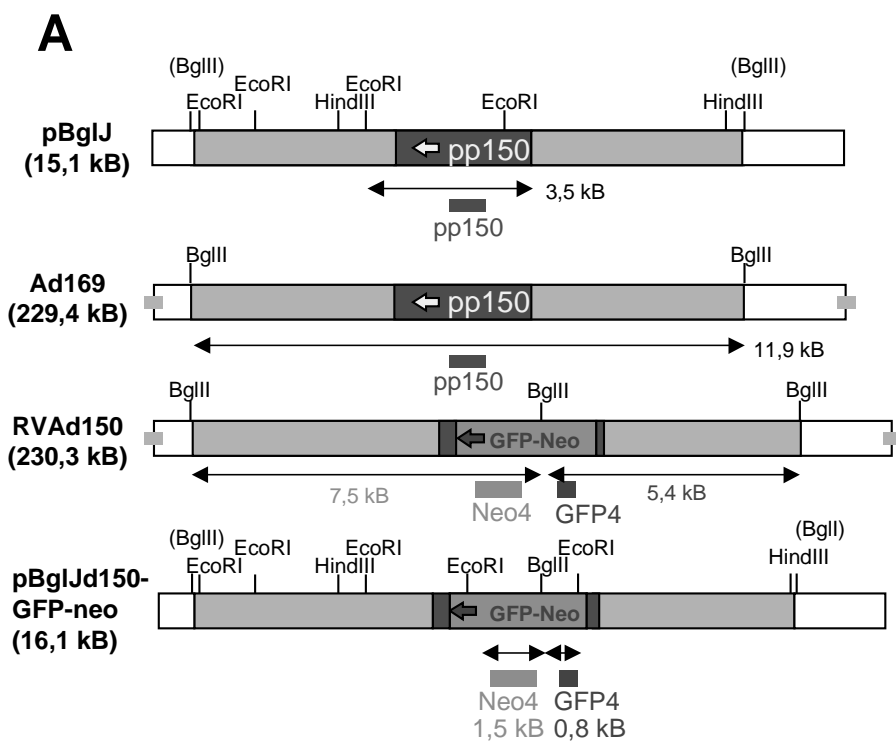 A
(BglII) (BglII)
EcoRI EcoRI
EcoRI HindIII EcoRI HindIII
pBglJ
(15,1 kB)
pp150
3,5 kB
pp150
BglII BglII
Ad169
(229,4 kB)
pp150
11,9 kB
pp150
BglII BglII BglII
RVAd150
(230,3 kB)
GFP-Neo
7,5 kB 5,4 kB
Neo4 GFP4
(BglII) (BglI)
EcoRI EcoRI EcoRI
EcoRI HindIII EcoRI BglII HindIII
pBglJd150-
GFP-neo
(16,1 kB)
GFP-Neo
Neo4 GFP4
1,5 kB 0,8 kB